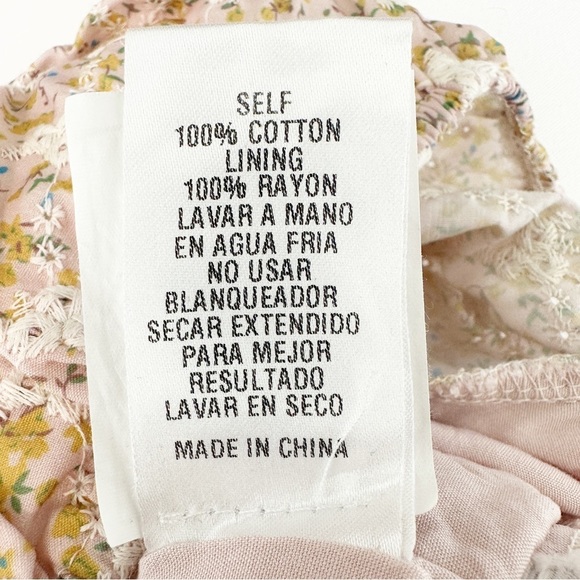 SELF
100% COTTON
LINING
100% RAYON
LAVAR A MANO
EN AGUA FRIA
NO USAR
BLANQUEADOR
SECAR EXTENDIDO
PARA MEJOR
RESULTADO
LAVAR EN SECO
MADE IN CHINA